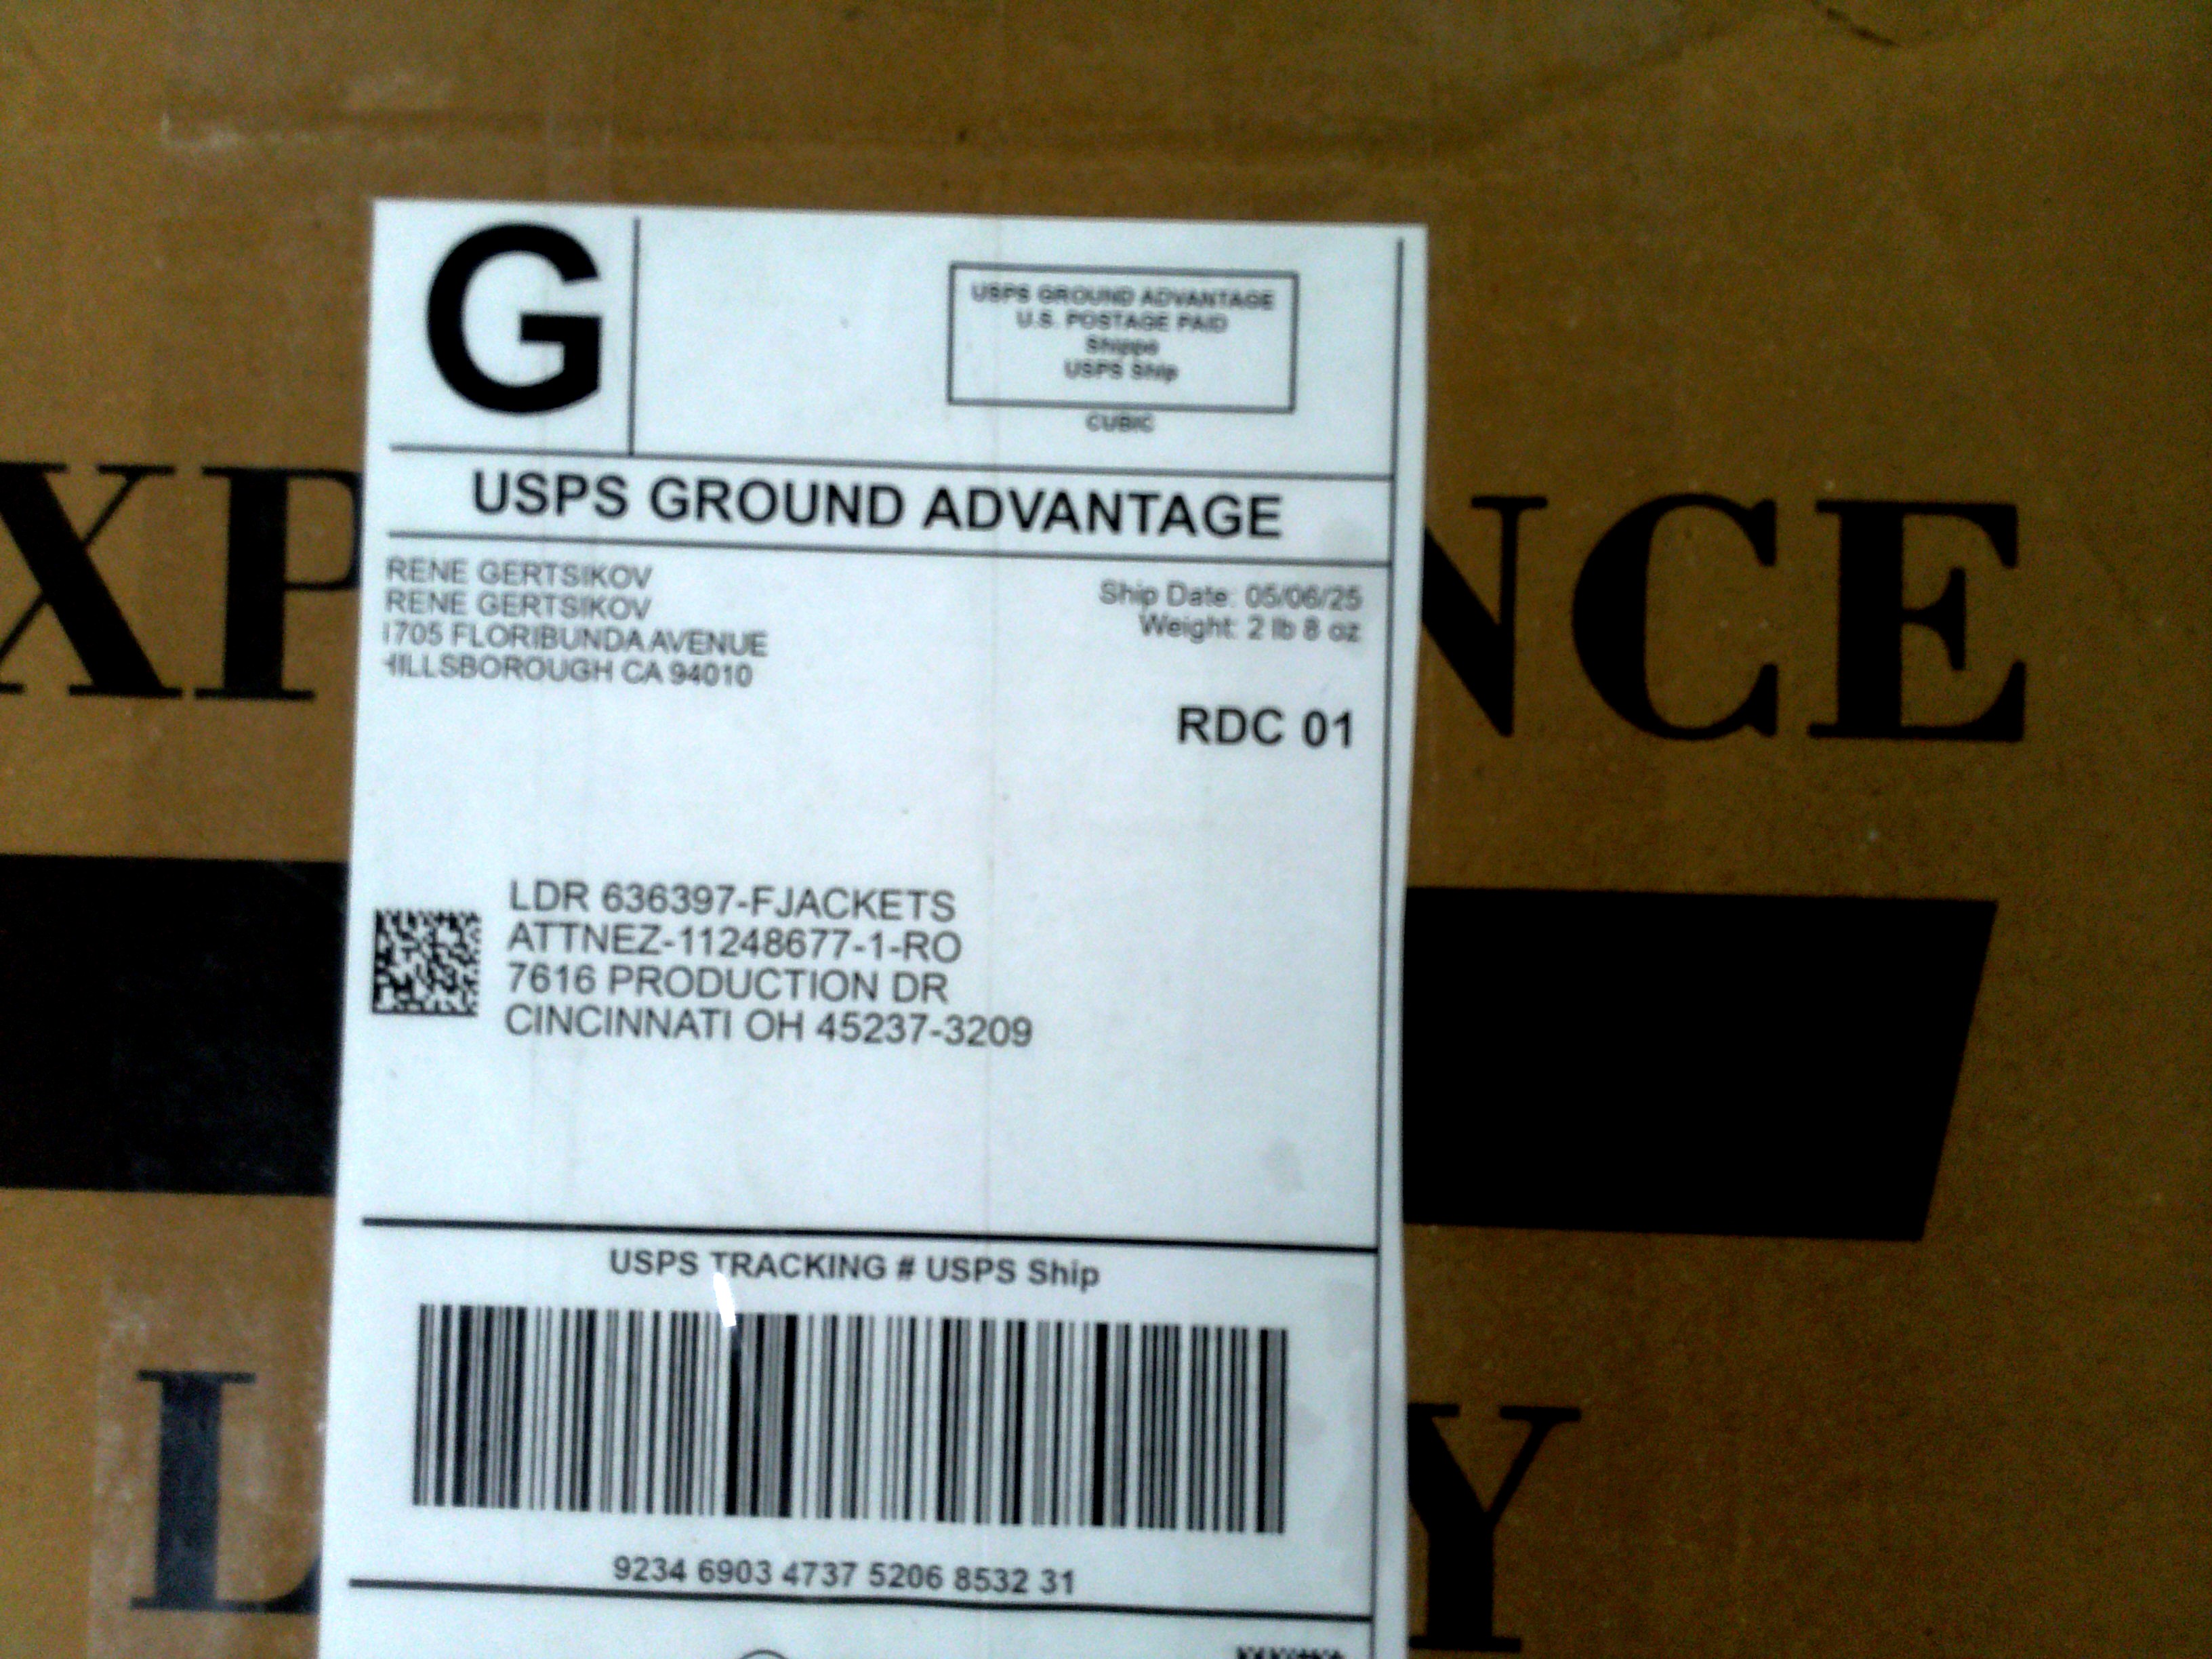 G
USPS GROUND ADVANTAGE
U.S. POSTAGE PAID
Shippo
USPS Ship
CUBIC
USPS GROUND ADVANTAGE
RENE GERTSIKOV
RENE GERTSIKOV
1705 FLORIBUNDA AVENUE
HILLSBOROUGH CA 94010
Ship Date: 05/06/25
Weight: 2 lb 8 oz
RDC 01
LDR 636397-FJACKETS
ATTNEZ-11248677-1-RO
7616 PRODUCTION DR
CINCINNATI OH 45237-3209
USPS TRACKING # USPS Ship
9234 6903 4737 5206 8532 31
XP NCE
L Y